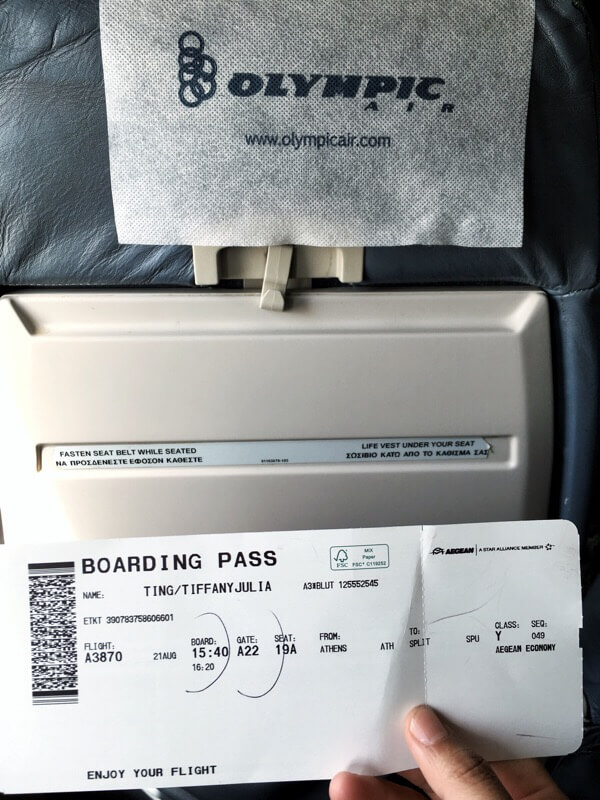 OLYMPIC
AIR
www.olympicair.com
FASTEN SEAT BELT WHILE SEATED
ΝΑ ΠΡΟΣΔΕΝΕΣΤΕ ΕΦΟΣΟΝ ΚΑΘΕΣΤΕ
LIFE VEST UNDER YOUR SEAT
ΣΩΣΙΒΙΟ ΚΑΤΩ ΑΠΟ ΤΟ ΚΑΘΙΣΜΑ ΣΑΣ
BOARDING PASS
FSC
MIX
Paper
FSC® C119252
AEGEAN A STAR ALLIANCE MEMBER
NAME: TING/TIFFANYJULIA A3*BLUT 125552545
ETKT 390783758606601
FLIGHT: BOARD: GATE: SEAT: FROM: TO: CLASS: SEQ:
A3870 21AUG 15:40 A22 19A ATHENS ATH SPLIT SPU Y 049
16:20
AEGEAN ECONOMY
ENJOY YOUR FLIGHT